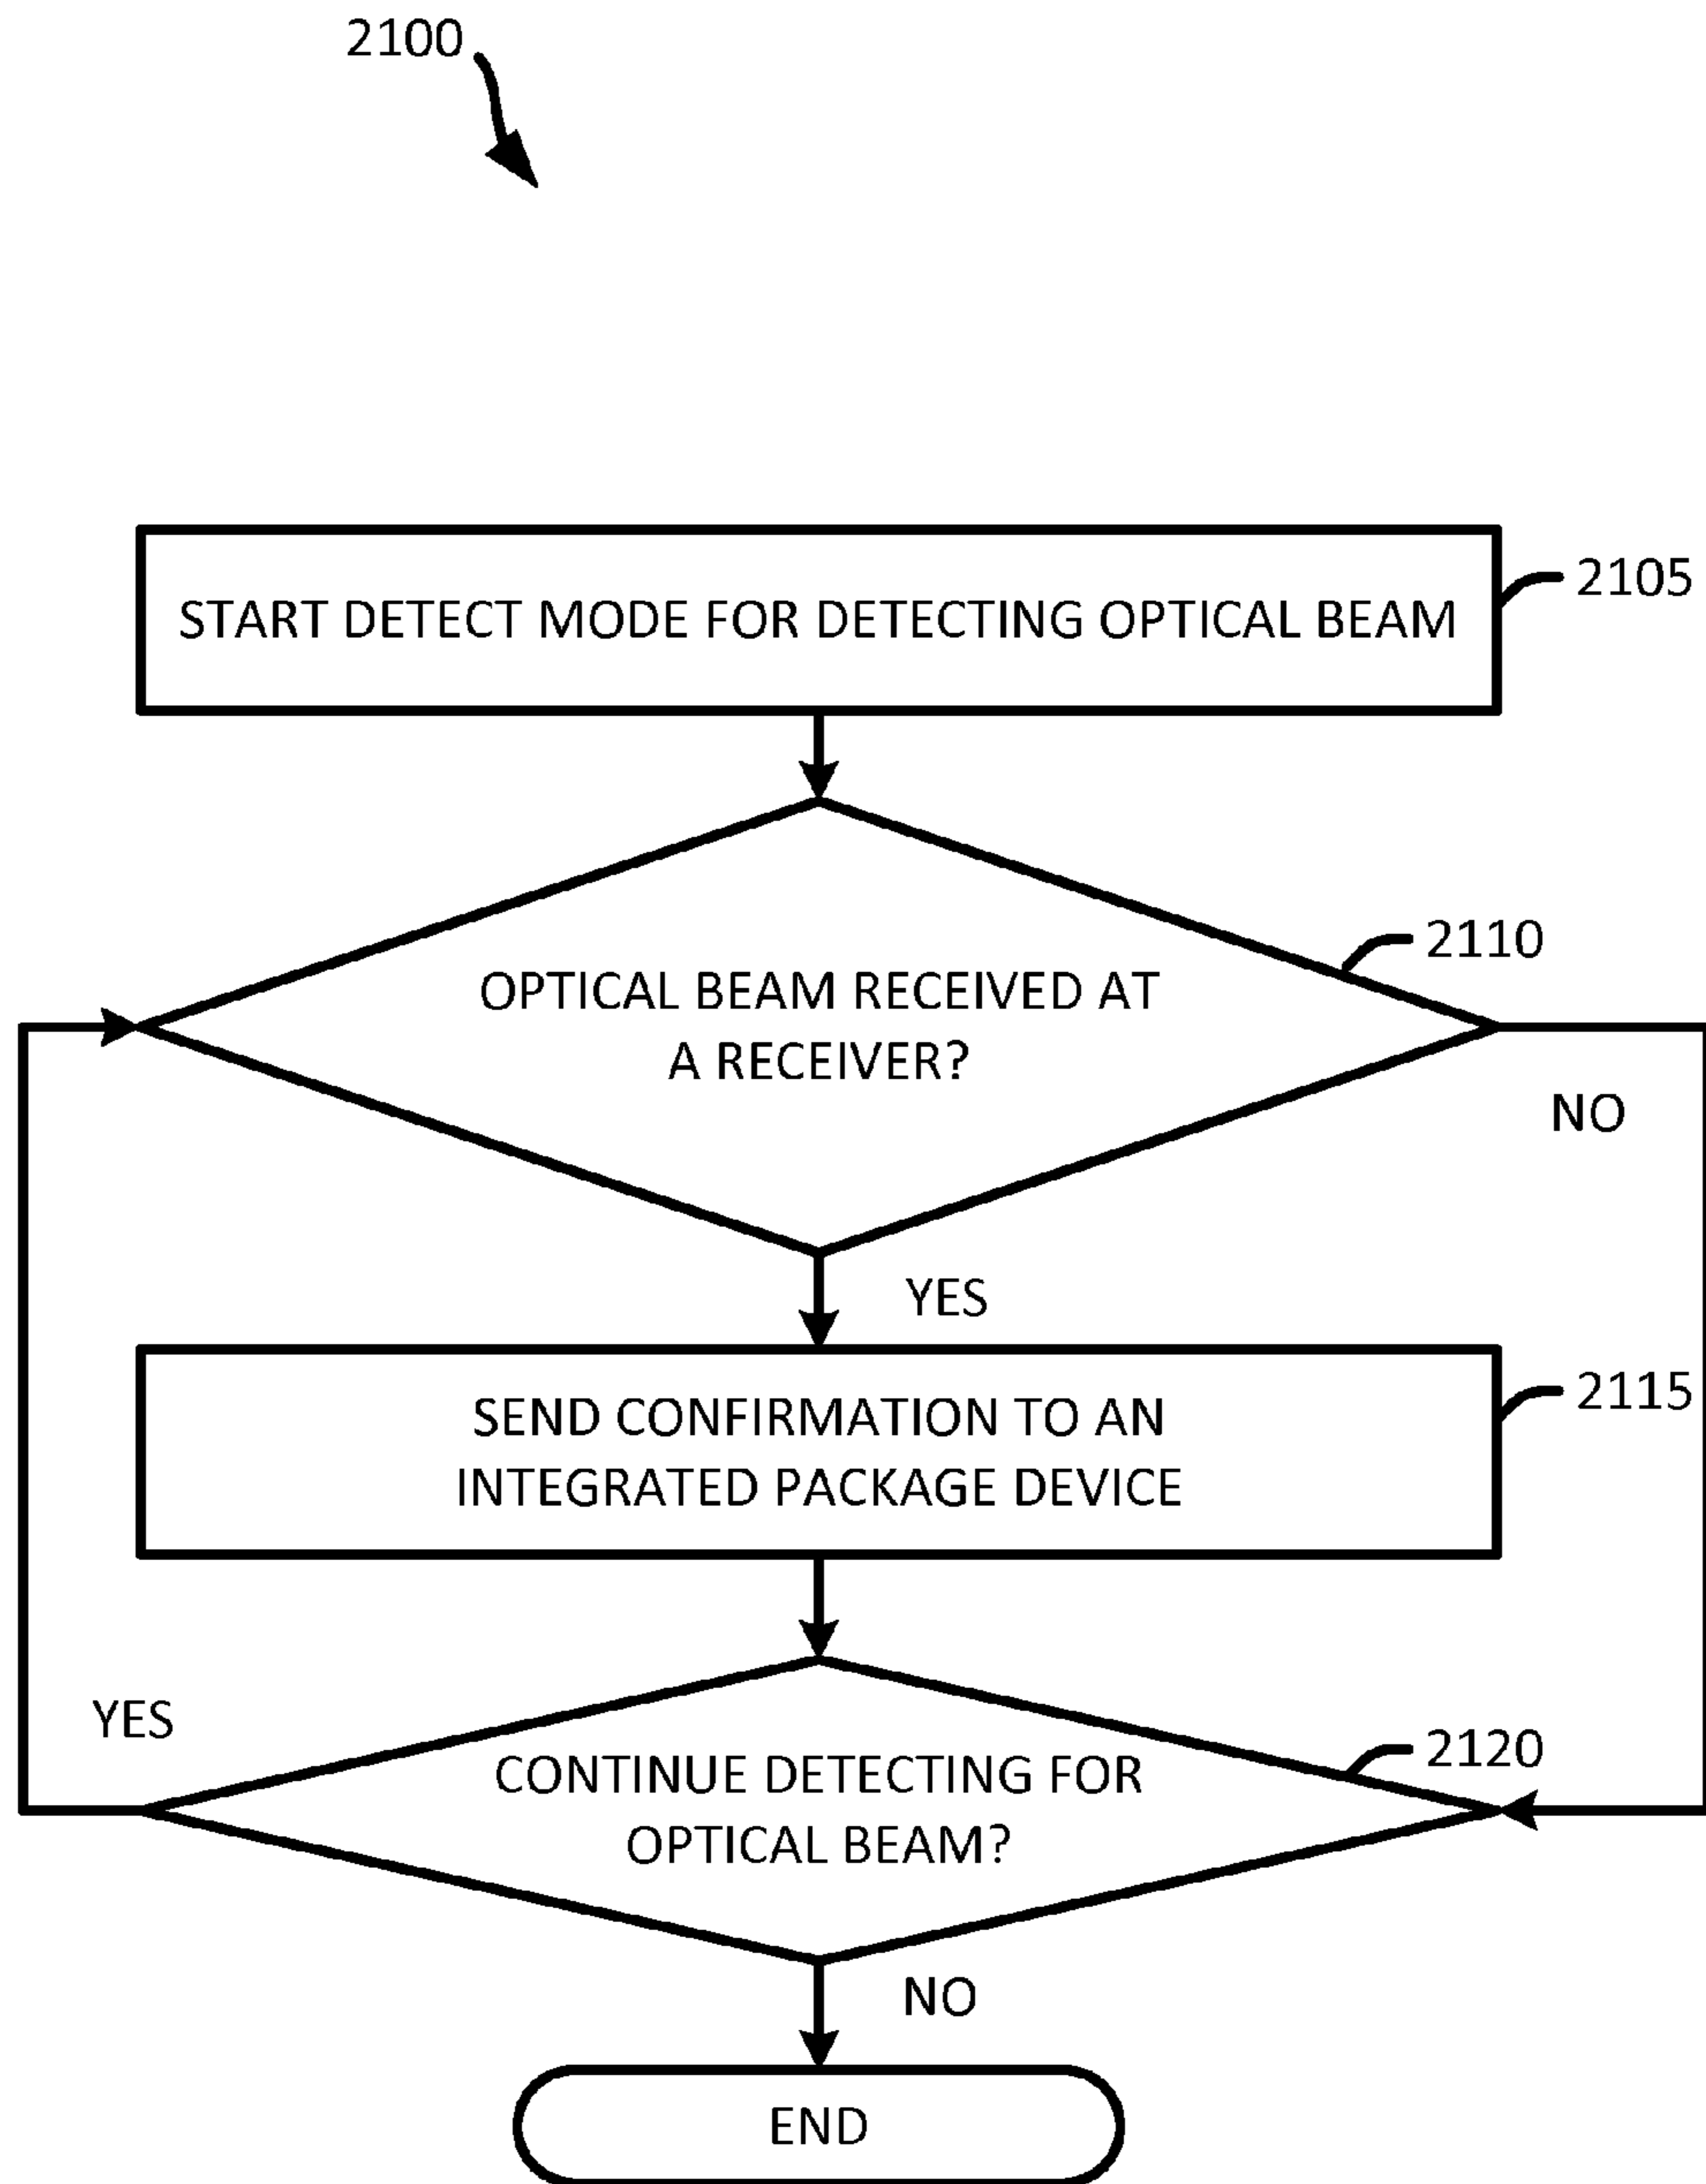 2100
START DETECT MODE FOR DETECTING OPTICAL BEAM
2105
2110
OPTICAL BEAM RECEIVED AT
A RECEIVER?
NO
YES
SEND CONFIRMATION TO AN
INTEGRATED PACKAGE DEVICE
2115
YES
2120
CONTINUE DETECTING FOR
OPTICAL BEAM?
NO
END